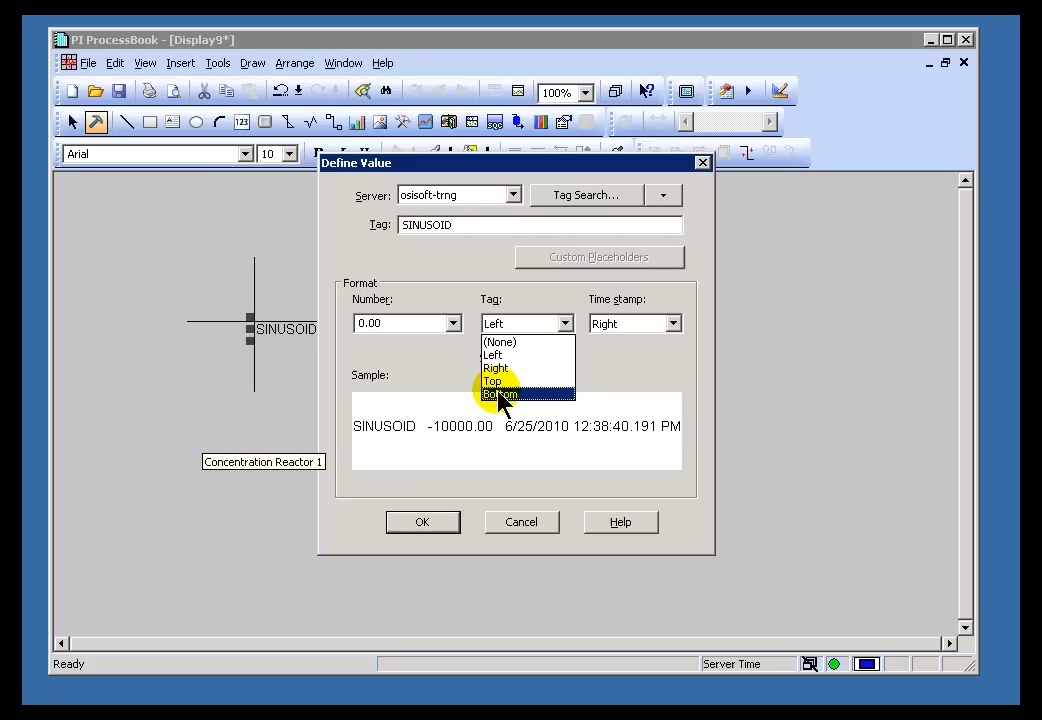 PI ProcessBook - [Display9*]
File Edit View Insert Tools Draw Arrange Window Help
100%
123
SQC
Arial 10
Define Value
Server: osisoft-trng Tag Search...
Tag: SINUSOID
Custom Placeholders
Format
Number: Tag: Time stamp:
0.00 Left Right
(None)
Left
Right
Top
Bottom
Sample:
SINUSOID -10000.00 6/25/2010 12:38:40.191 PM
SINUSOID
Concentration Reactor 1
OK Cancel Help
Ready Server Time